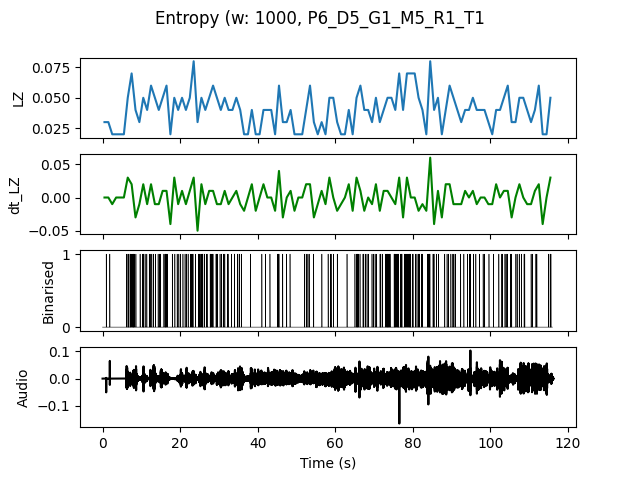 Entropy (w: 1000, P6_D5_G1_M5_R1_T1
0.075
0.050
0.025
LZ
0.05
0.00
−0.05
dt_LZ
1
0
Binarised
0.1
0.0
−0.1
Audio
0 20 40 60 80 100 120
Time (s)